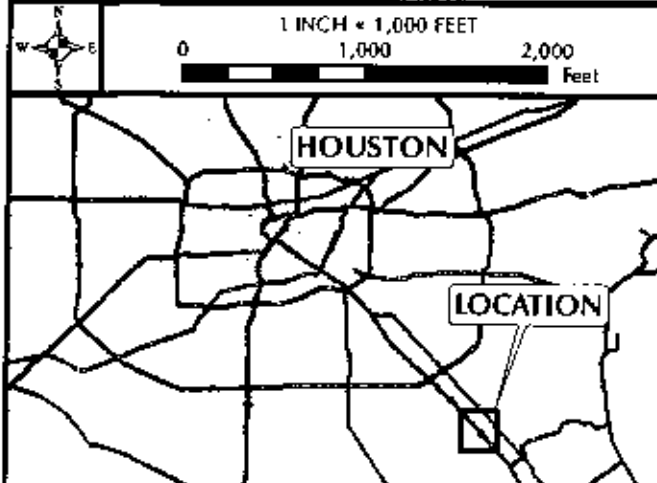 N
W E
S
1 INCH = 1,000 FEET
0 1,000 2,000
Feet
HOUSTON
LOCATION